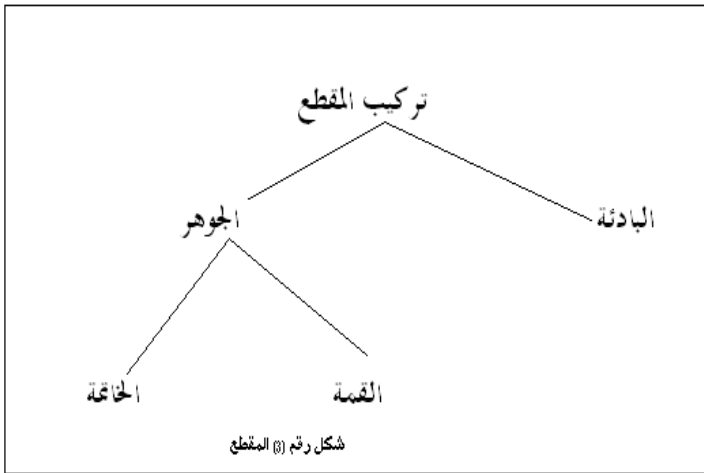 تركيب المقطع
البادئة
الجوهر
القمة
الخاتمة
شكل رقم (3) المقطع